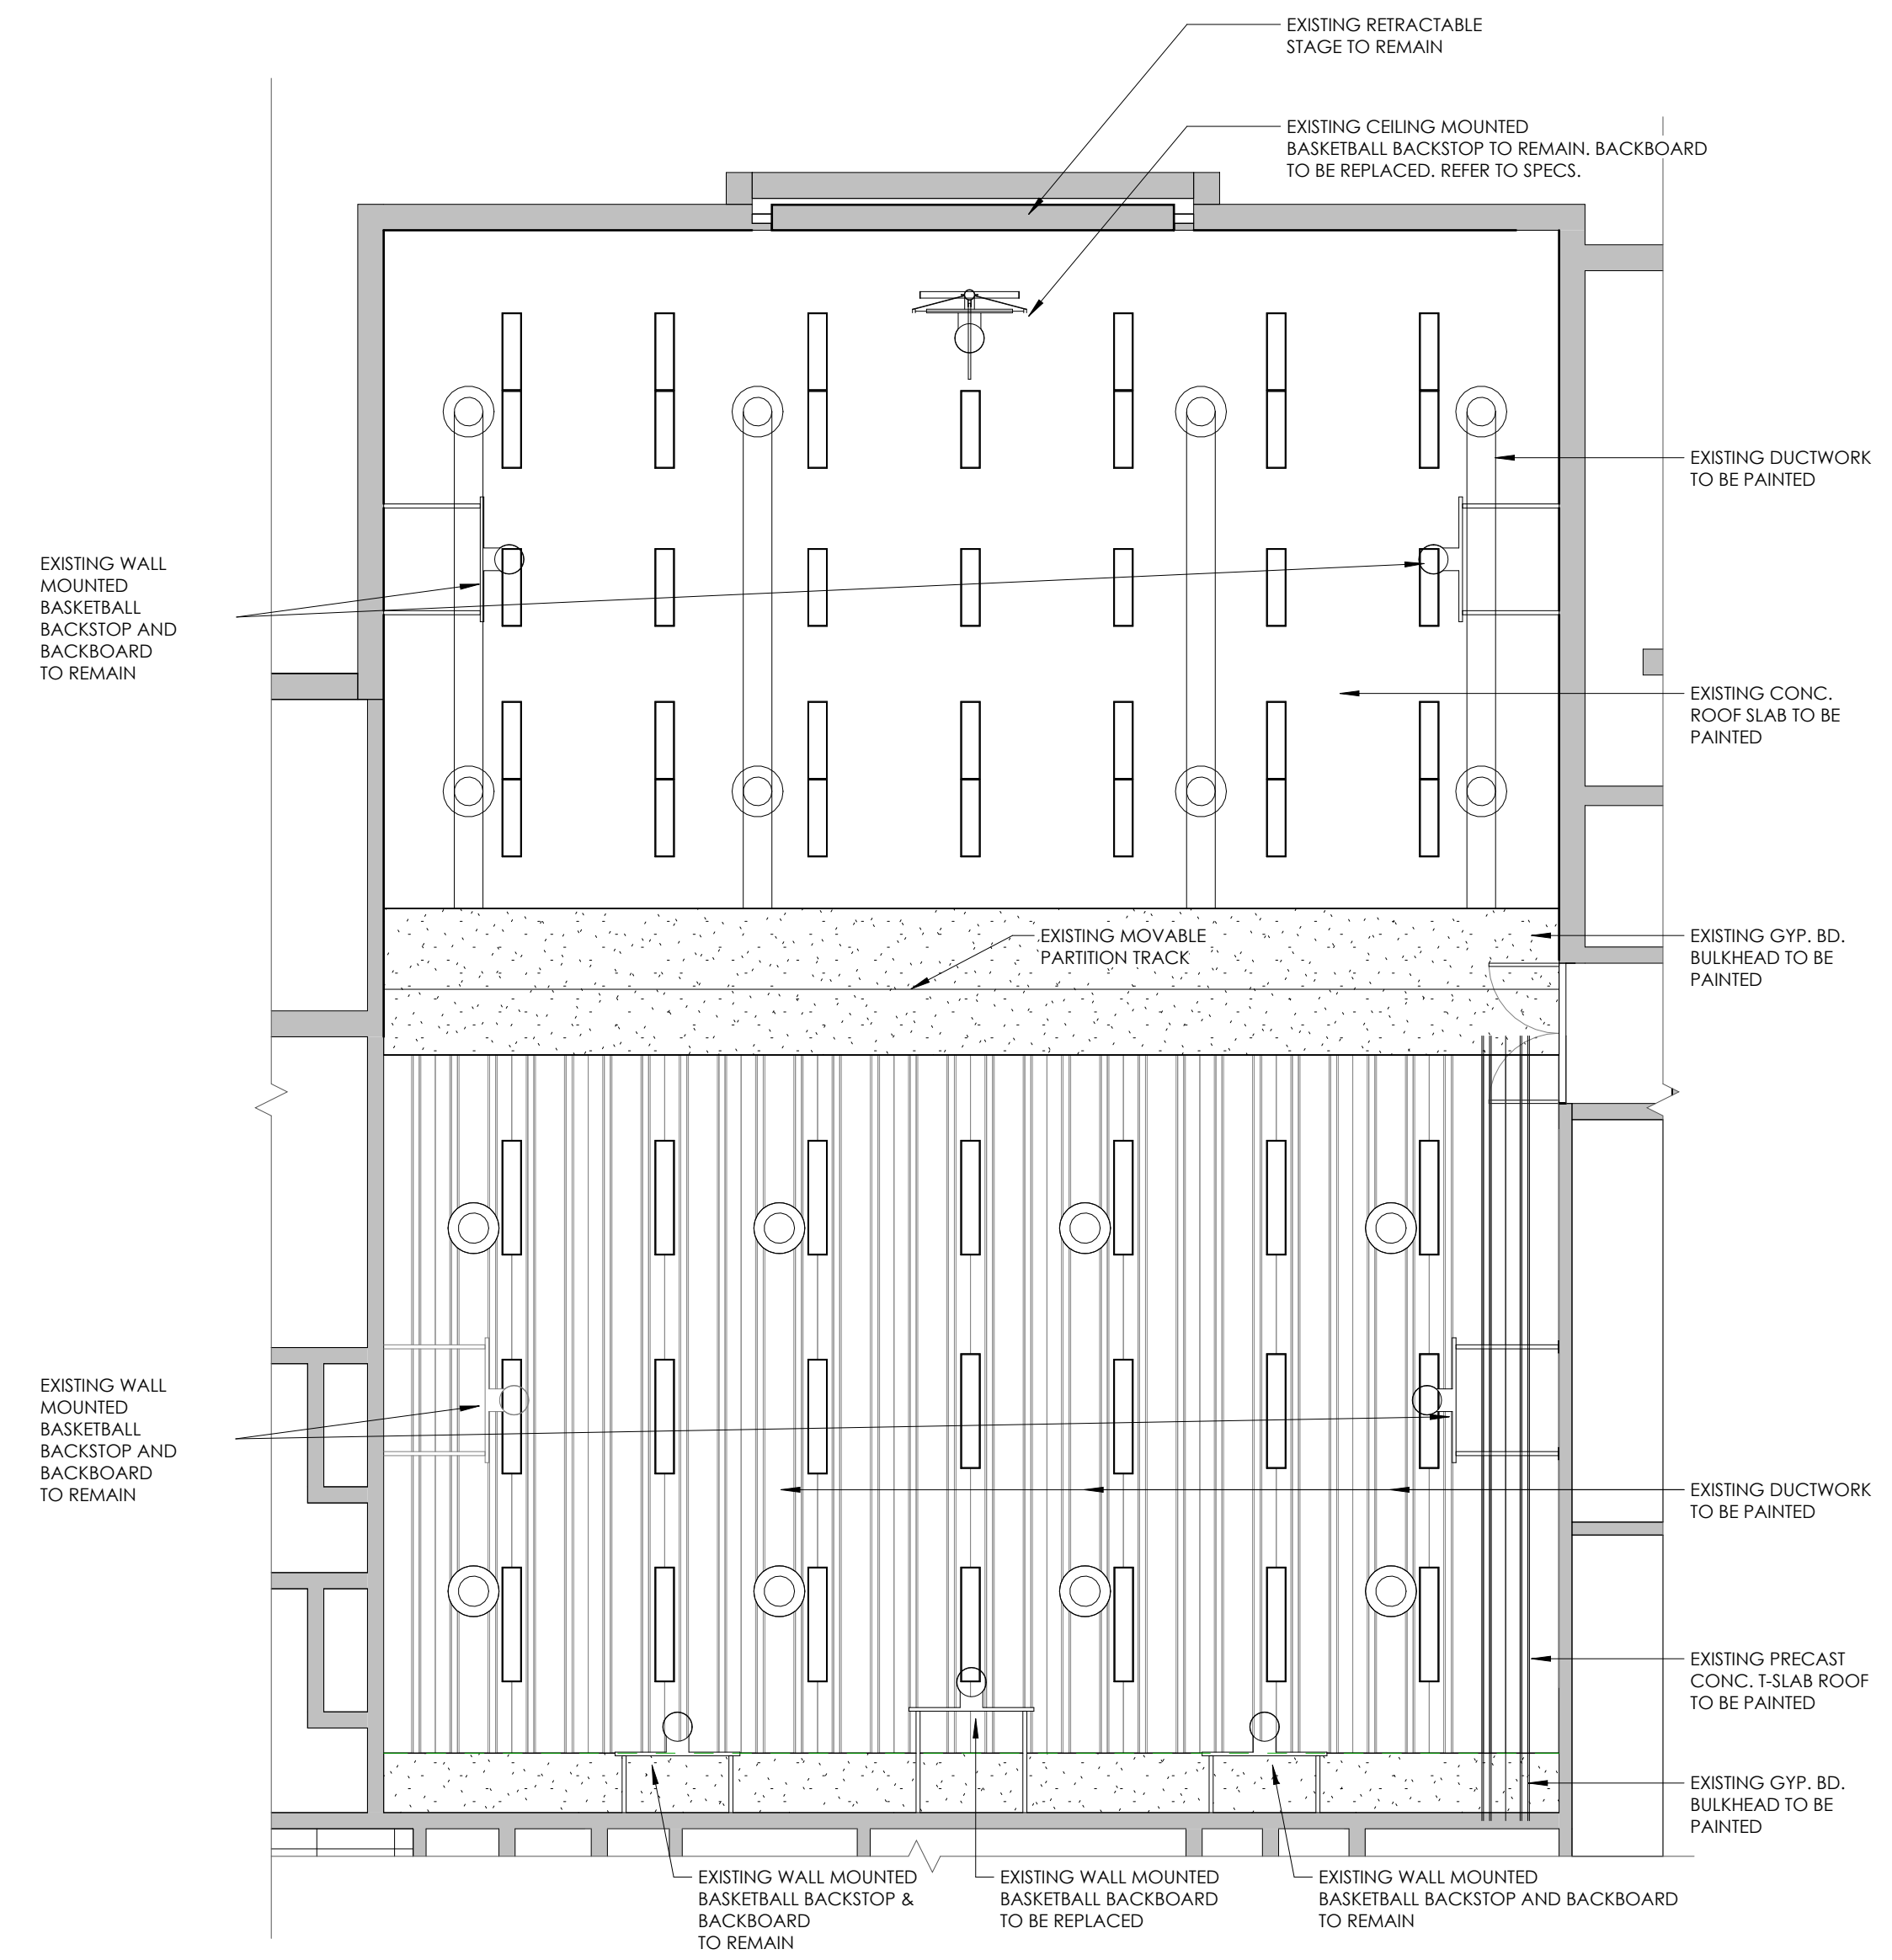 EXISTING RETRACTABLE
STAGE TO REMAIN
EXISTING CEILING MOUNTED
BASKETBALL BACKSTOP TO REMAIN. BACKBOARD
TO BE REPLACED. REFER TO SPECS.
EXISTING DUCTWORK
TO BE PAINTED
EXISTING WALL
MOUNTED
BASKETBALL
BACKSTOP AND
BACKBOARD
TO REMAIN
EXISTING CONC.
ROOF SLAB TO BE
PAINTED
EXISTING MOVABLE
PARTITION TRACK
EXISTING GYP. BD.
BULKHEAD TO BE
PAINTED
EXISTING WALL
MOUNTED
BASKETBALL
BACKSTOP AND
BACKBOARD
TO REMAIN
EXISTING DUCTWORK
TO BE PAINTED
EXISTING PRECAST
CONC. T-SLAB ROOF
TO BE PAINTED
EXISTING GYP. BD.
BULKHEAD TO BE
PAINTED
EXISTING WALL MOUNTED
BASKETBALL BACKSTOP &
BACKBOARD
TO REMAIN
EXISTING WALL MOUNTED
BASKETBALL BACKBOARD
TO BE REPLACED
EXISTING WALL MOUNTED
BASKETBALL BACKSTOP AND BACKBOARD
TO REMAIN